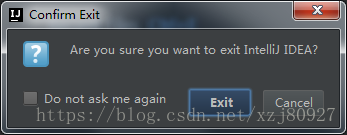 IJ Confirm Exit
Are you sure you want to exit IntelliJ IDEA?
Do not ask me again
Exit Cancel
https://blog.csdn.net/xzj80927